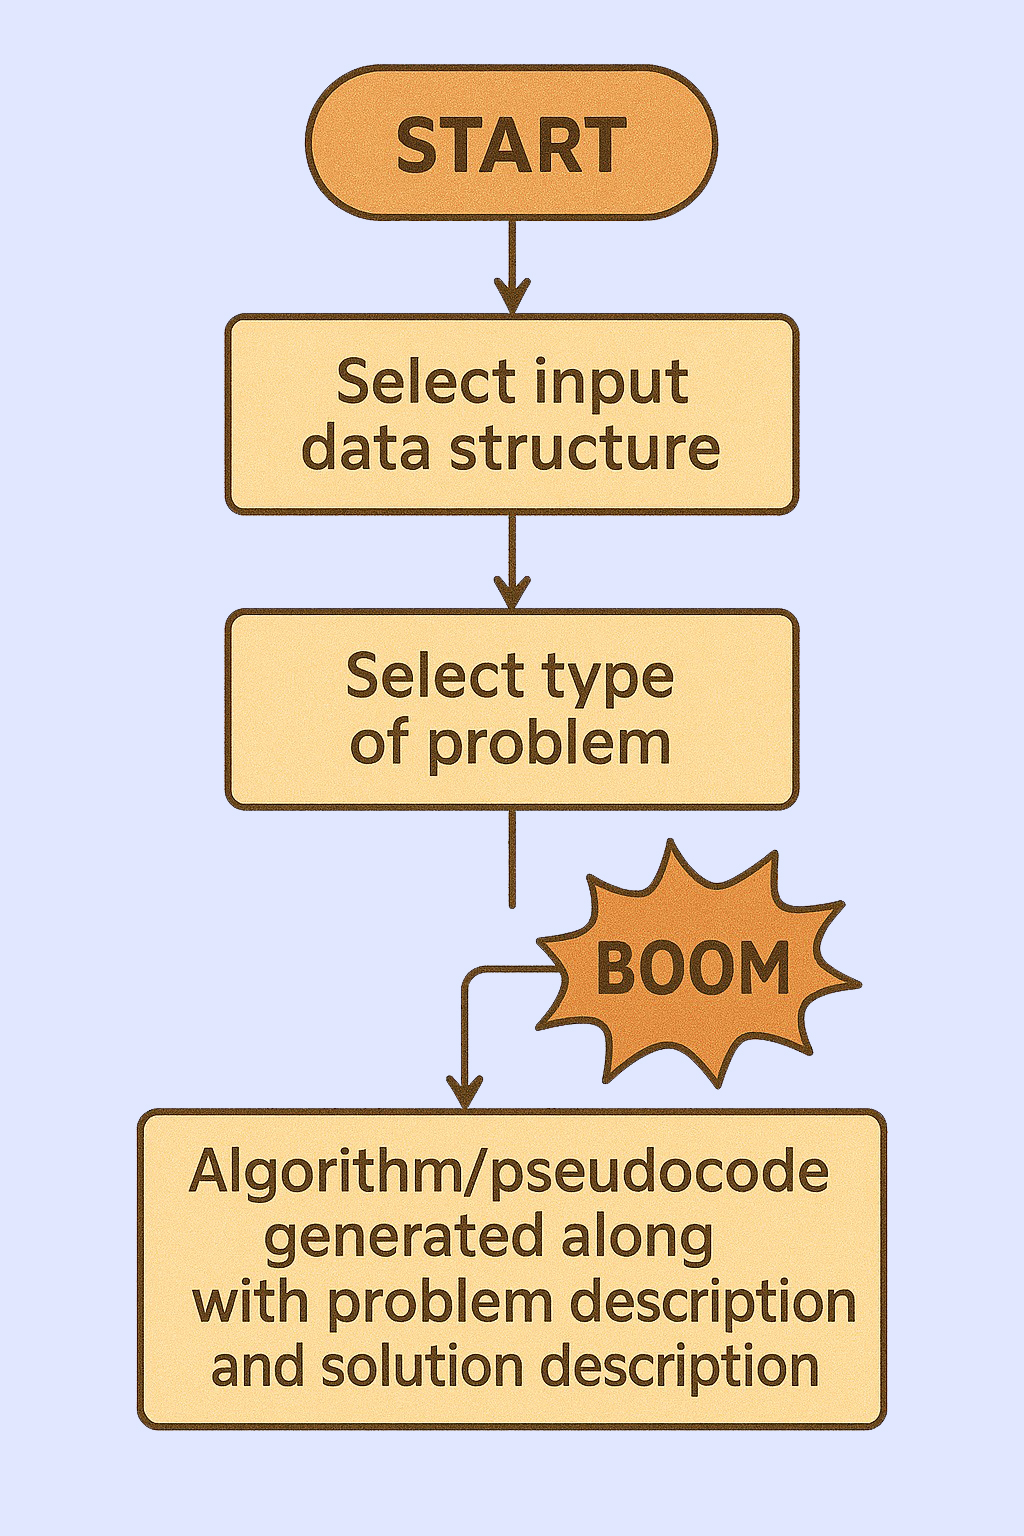 START
Select input
data structure
Select type
of problem
BOOM
Algorithm/pseudocode
generated along
with problem description
and solution description